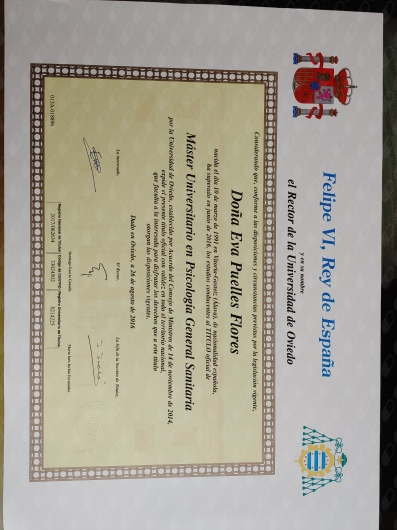 Felipe VI, Rey de España
y en su nombre
el Rector de la Universidad de Oviedo
Considerando que, conforme a las disposiciones y circunstancias previstas por la legislación vigente,
Doña Eva Puelles Flores
nacida el día 10 de marzo de 1991 en Vitoria-Gasteiz (Álava), de nacionalidad española,
ha superado en junio de 2016, los estudios conducentes al TÍTULO oficial de
Máster Universitario en Psicología General Sanitaria
por la Universidad de Oviedo, establecido por Acuerdo del Consejo de Ministros de 14 de noviembre de 2014,
expide el presente título oficial con validez en todo el territorio nacional,
que faculta a la interesada para disfrutar los derechos que a este título
otorgan las disposiciones vigentes.
Dado en Oviedo, a 26 de agosto de 2016
La interesada,
El Rector,
La Jefa de la Sección de Títulos,